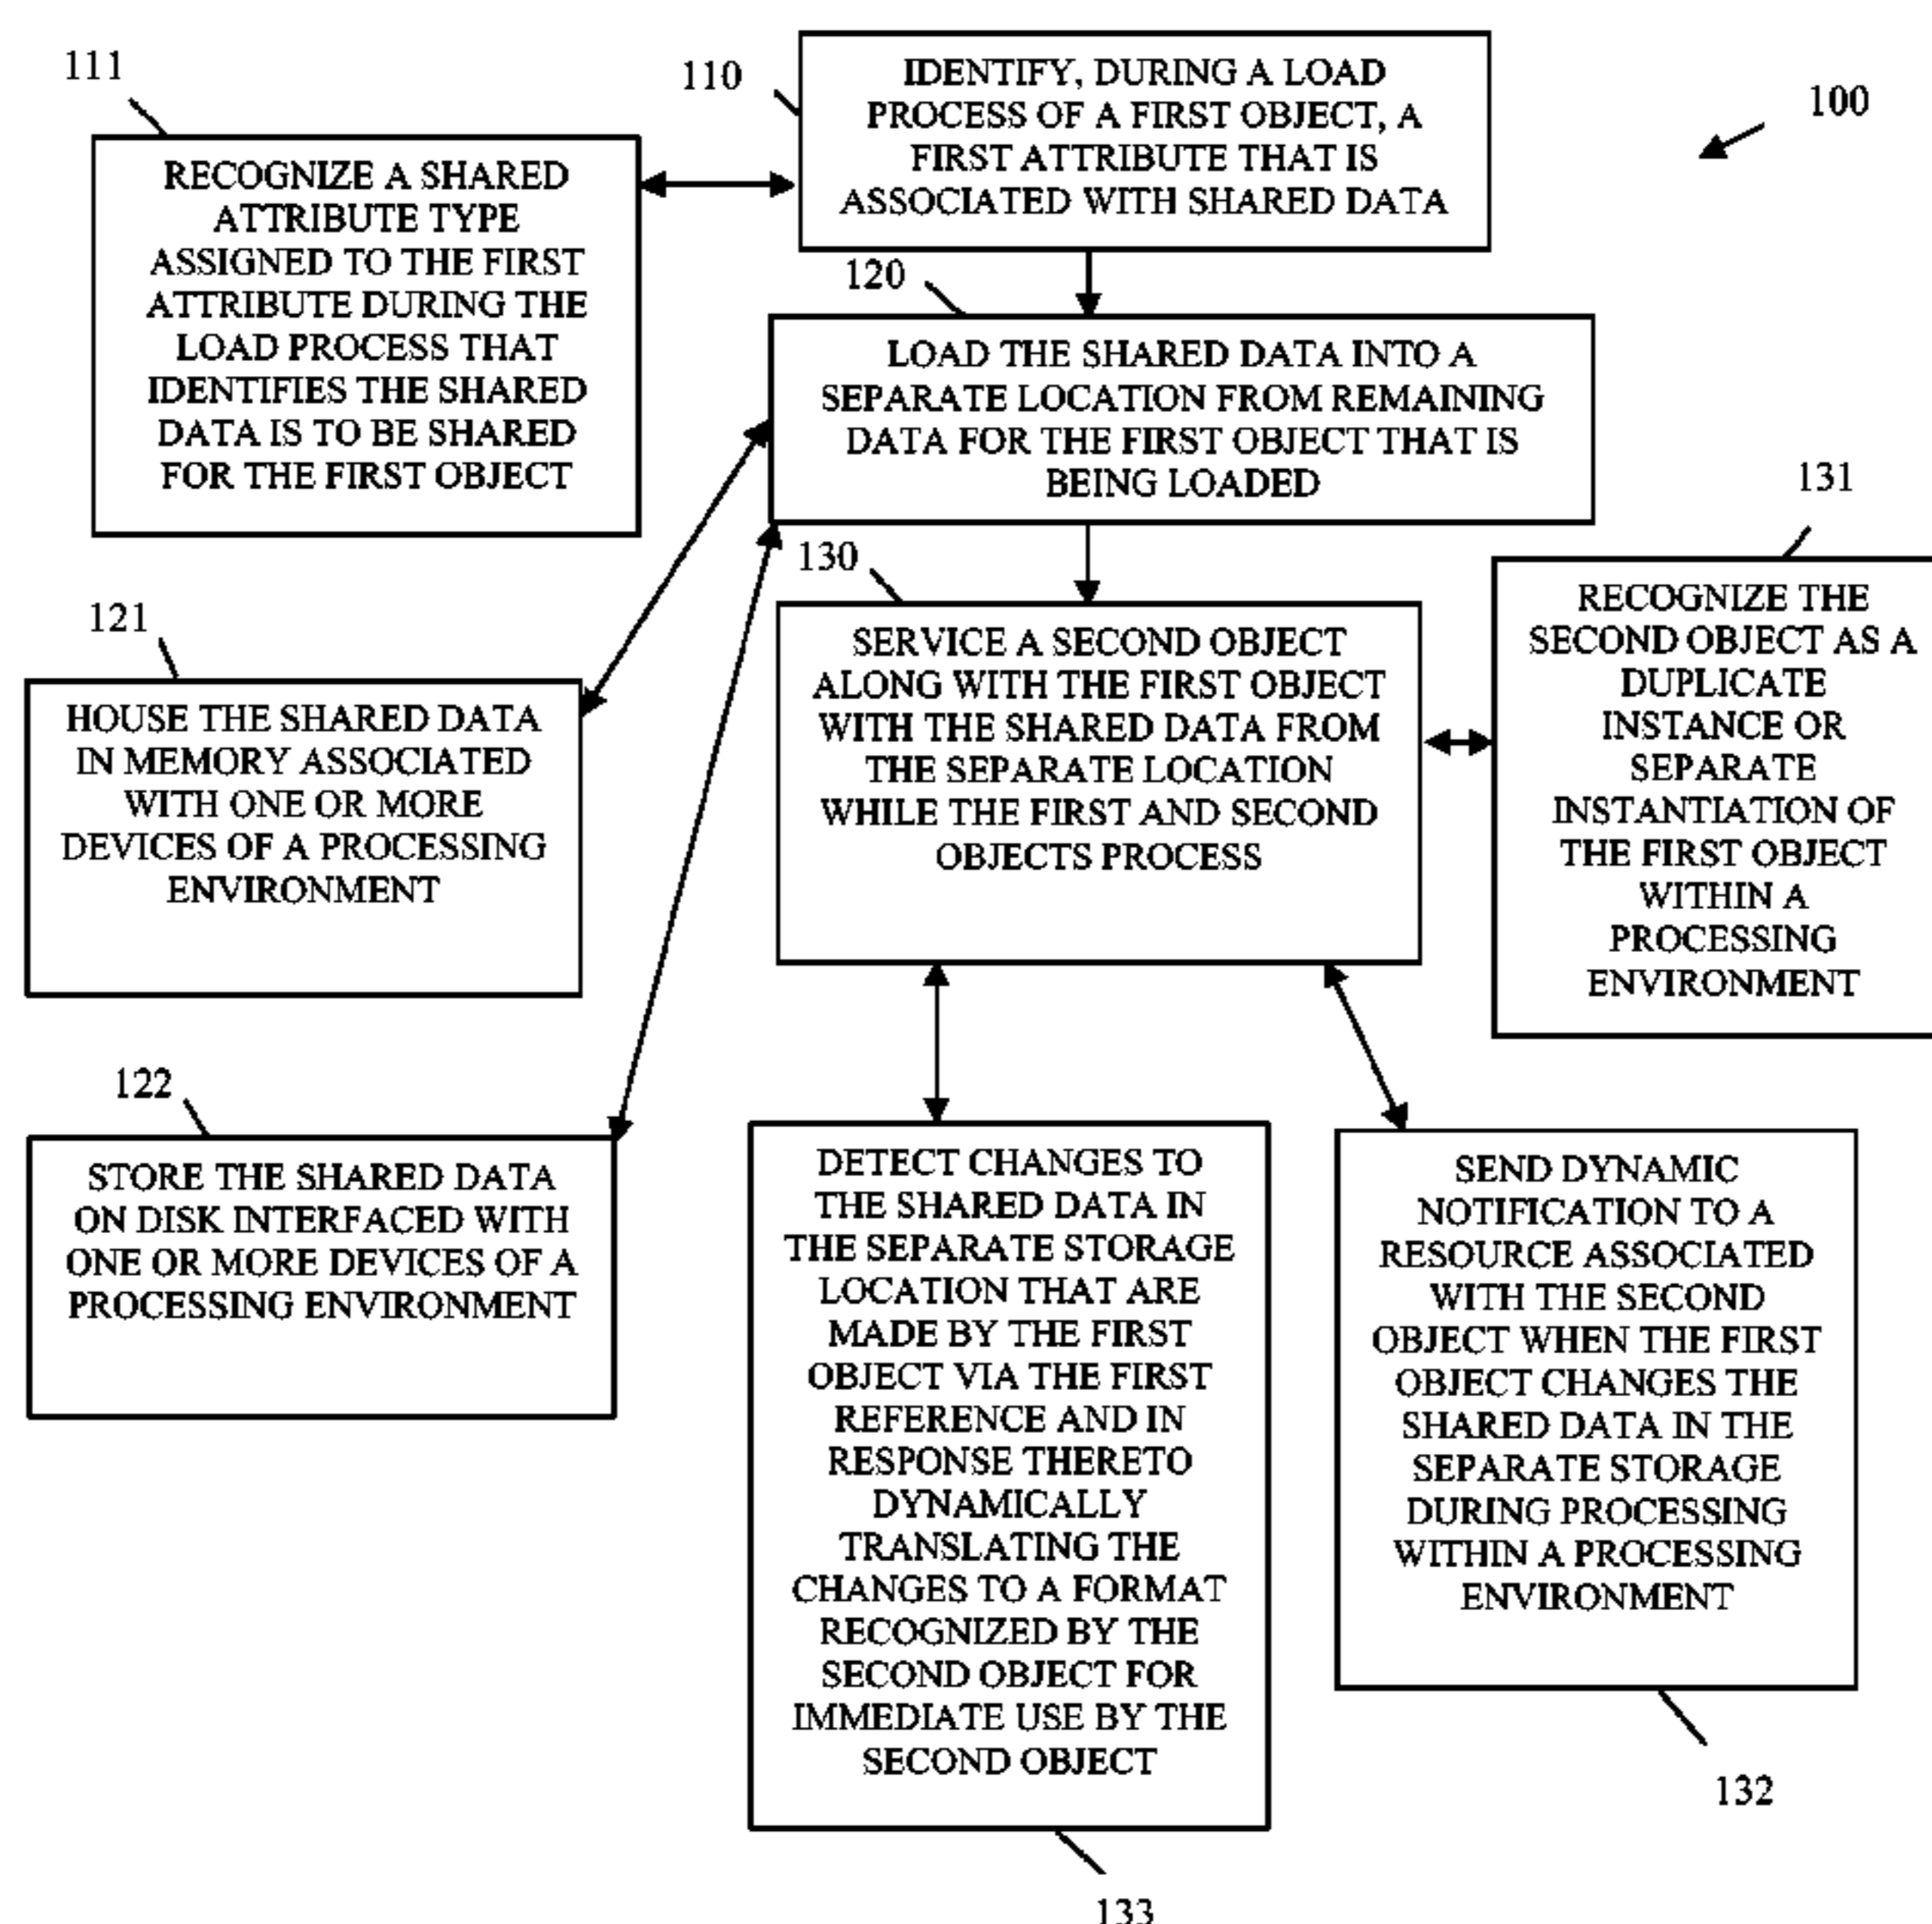 111
110
IDENTIFY, DURING A LOAD
PROCESS OF A FIRST OBJECT, A
FIRST ATTRIBUTE THAT IS
ASSOCIATED WITH SHARED DATA
100
RECOGNIZE A SHARED
ATTRIBUTE TYPE
ASSIGNED TO THE FIRST
ATTRIBUTE DURING THE
LOAD PROCESS THAT
IDENTIFIES THE SHARED
DATA IS TO BE SHARED
FOR THE FIRST OBJECT
120
LOAD THE SHARED DATA INTO A
SEPARATE LOCATION FROM REMAINING
DATA FOR THE FIRST OBJECT THAT IS
BEING LOADED
131
130
121
SERVICE A SECOND OBJECT
ALONG WITH THE FIRST OBJECT
WITH THE SHARED DATA FROM
THE SEPARATE LOCATION
WHILE THE FIRST AND SECOND
OBJECTS PROCESS
RECOGNIZE THE
SECOND OBJECT AS A
DUPLICATE
INSTANCE OR
SEPARATE
INSTANTIATION OF
THE FIRST OBJECT
WITHIN A
PROCESSING
ENVIRONMENT
HOUSE THE SHARED DATA
IN MEMORY ASSOCIATED
WITH ONE OR MORE
DEVICES OF A PROCESSING
ENVIRONMENT
122
STORE THE SHARED DATA
ON DISK INTERFACED WITH
ONE OR MORE DEVICES OF A
PROCESSING ENVIRONMENT
DETECT CHANGES TO
THE SHARED DATA IN
THE SEPARATE STORAGE
LOCATION THAT ARE
MADE BY THE FIRST
OBJECT VIA THE FIRST
REFERENCE AND IN
RESPONSE THERETO
DYNAMICALLY
TRANSLATING THE
CHANGES TO A FORMAT
RECOGNIZED BY THE
SECOND OBJECT FOR
IMMEDIATE USE BY THE
SECOND OBJECT
SEND DYNAMIC
NOTIFICATION TO A
RESOURCE ASSOCIATED
WITH THE SECOND
OBJECT WHEN THE FIRST
OBJECT CHANGES THE
SHARED DATA IN THE
SEPARATE STORAGE
DURING PROCESSING
WITHIN A PROCESSING
ENVIRONMENT
132
133